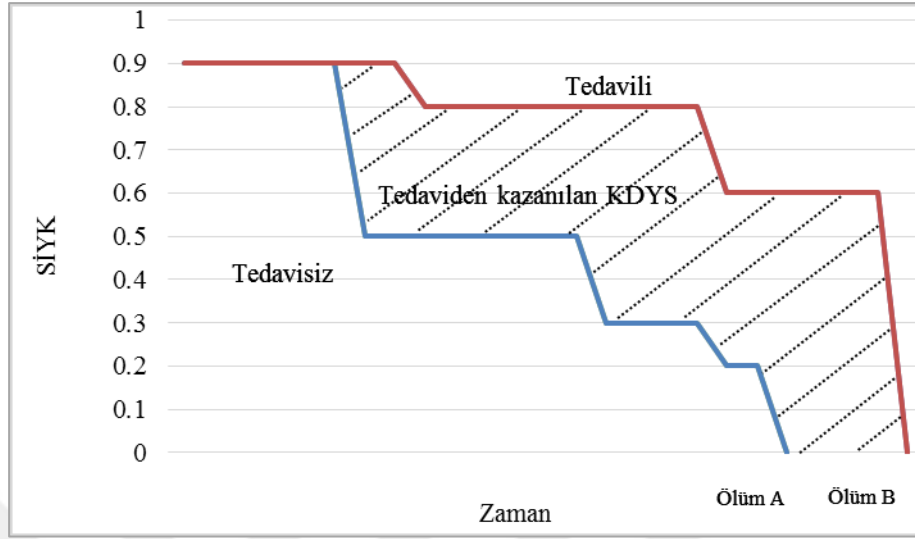 1
0.9
0.8
0.7
0.6
0.5
0.4
0.3
0.2
0.1
0
SİYK
Tedavili
Tedaviden kazanılan KDYS
Tedavisiz
Ölüm A
Ölüm B
Zaman